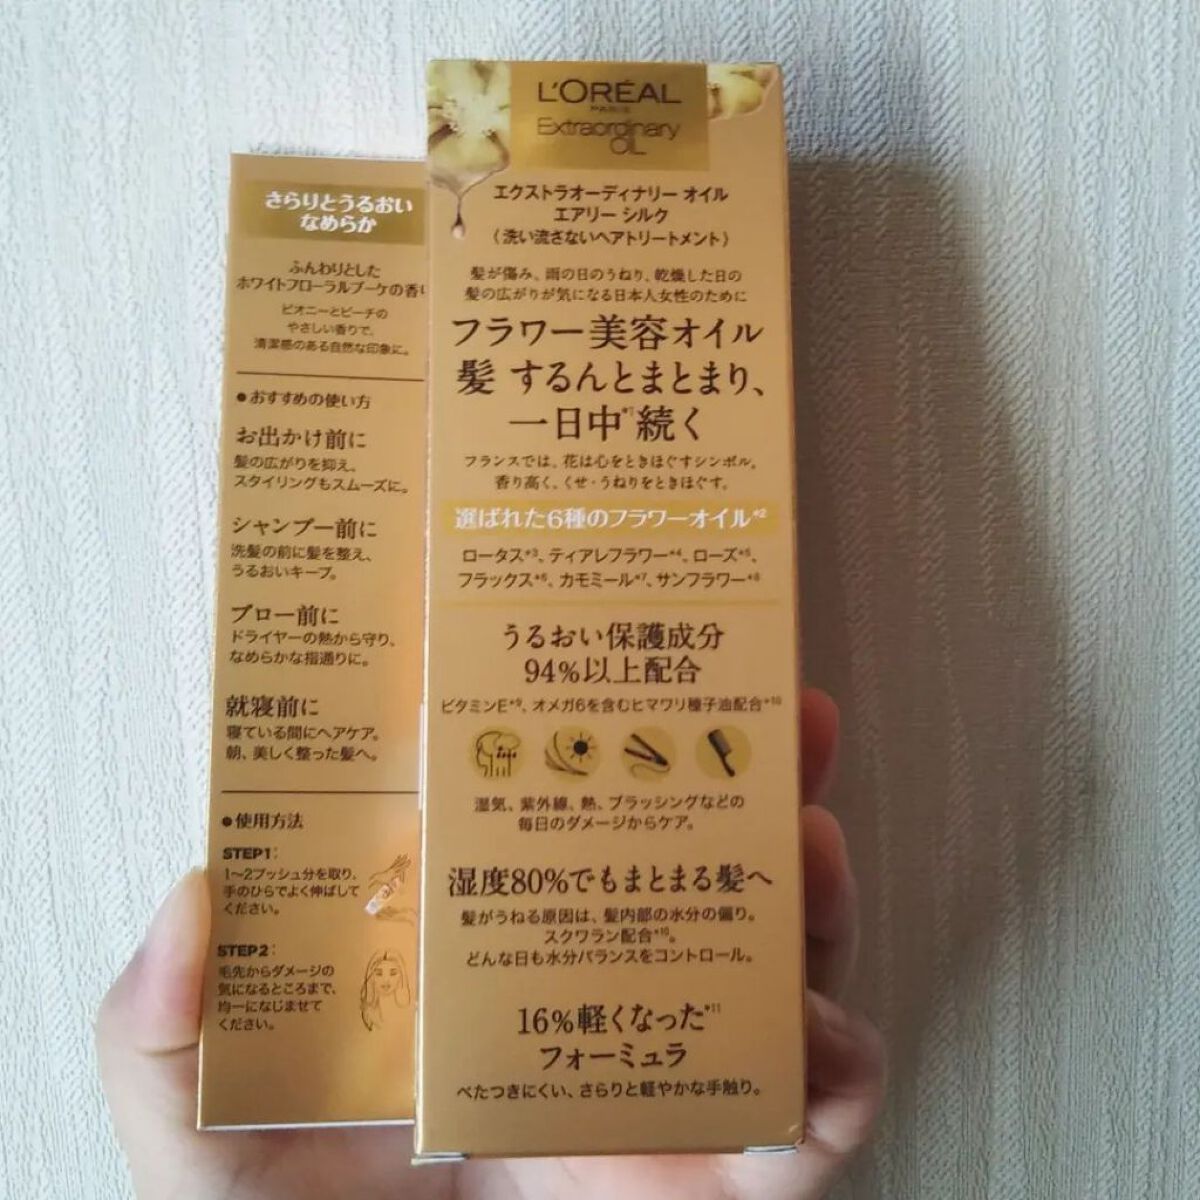 さらりとうるおい
なめらか
ふんわりとした
ホワイトフローラルブーケの香り
ピオニーとピーチの
やさしい香りで、
清潔感のある自然な印象に。
●おすすめの使い方
お出かけ前に
髪の広がりを抑え、
スタイリングもスムーズに。
シャンプー前に
洗髪の前に髪を整え、
うるおいキープ。
ブロー前に
ドライヤーの熱から守り、
なめらかな指通りに。
就寝前に
寝ている間にヘアケア。
朝、美しく整った髪へ。
●使用方法
STEP1:
1〜2プッシュ分を取り、
手のひらでよく伸ばして
ください。
STEP2:
毛先からダメージの
気になるところまで、
均一になじませて
ください。
L'ORÉAL
PARIS
Extraordinary
OIL
エクストラオーディナリー オイル
エアリー シルク
(洗い流さないヘアトリートメント)
髪が傷み、雨の日のうねり、乾燥した日の
髪の広がりが気になる日本人女性のために
フラワー美容オイル
髪 するんとまとまり、
一日中*1続く
フランスでは、花は心をときほぐすシンボル。
香り高く、くせ・うねりをときほぐす。
選ばれた6種のフラワーオイル*2
ロータス*3、ティアレフラワー*4、ローズ*5、
フラックス*6、カモミール*7、サンフラワー*8
うるおい保護成分
94%以上配合
ビタミンE*9、オメガ6を含むヒマワリ種子油配合*10
湿気、紫外線、熱、ブラッシングなどの
毎日のダメージからケア。
湿度80%でもまとまる髪へ
髪がうねる原因は、髪内部の水分の偏り。
スクワラン配合*10。
どんな日も水分バランスをコントロール。
16%軽くなった*11
フォーミュラ
べたつきにくい、さらりと軽やかな手触り。